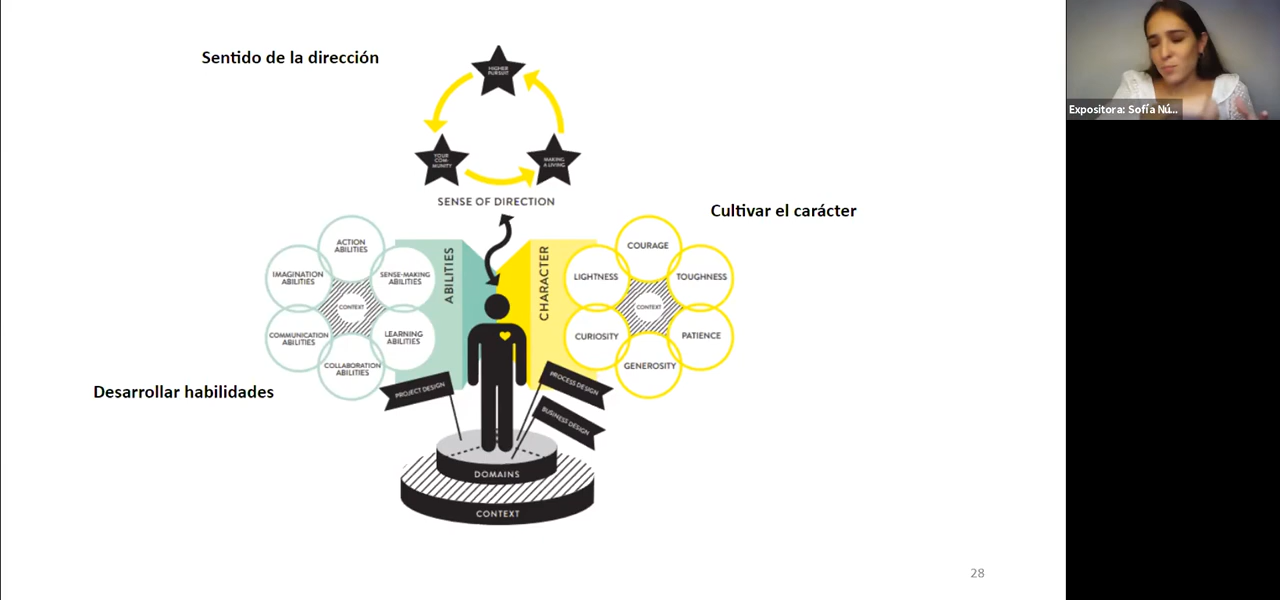 Sentido de la dirección
HIGHER
PURSUIT
YOUR
COM-
MUNITY
MAKING
A LIVING
SENSE OF DIRECTION
Cultivar el carácter
ACTION
ABILITIES
IMAGINATION
ABILITIES
SENSE-MAKING
ABILITIES
CONTEXT
COMMUNICATION
ABILITIES
LEARNING
ABILITIES
COLLABORATION
ABILITIES
ABILITIES
CHARACTER
COURAGE
LIGHTNESS
TOUGHNESS
CONTEXT
CURIOSITY
PATIENCE
GENEROSITY
Desarrollar habilidades
PROJECT DESIGN
PROCESS DESIGN
BUSINESS DESIGN
DOMAINS
CONTEXT
28
Expositora: Sofía Nú...